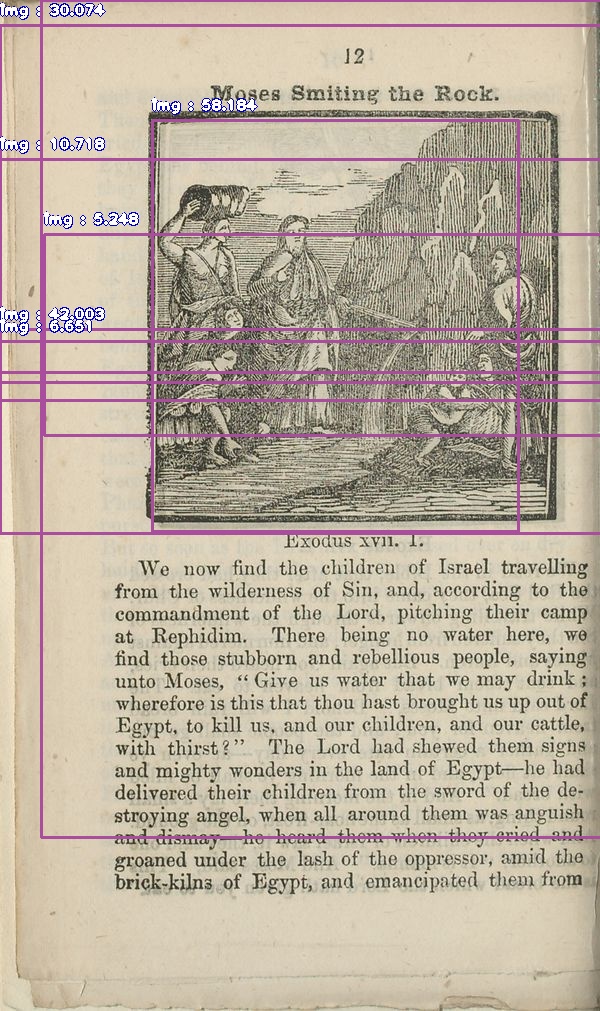 12
Moses Smiting the Rock.
Exodus xvii. 1.
We now find the children of Israel travelling
from the wilderness of Sin, and, according to the
commandment of the Lord, pitching their camp
at Rephidim. There being no water here, we
find those stubborn and rebellious people, saying
unto Moses, “Give us water that we may drink;
wherefore is this that thou hast brought us up out of
Egypt, to kill us, and our children, and our cattle,
with thirst?” The Lord had shewed them signs
and mighty wonders in the land of Egypt—he had
delivered their children from the sword of the de-
stroying angel, when all around them was anguish
and dismay—he heard them when they cried and
groaned under the lash of the oppressor, amid the
brick-kilns of Egypt, and emancipated them from
img : 30.074
img : 58.184
img : 10.718
img : 5.248
img : 42.003
img : 6.651